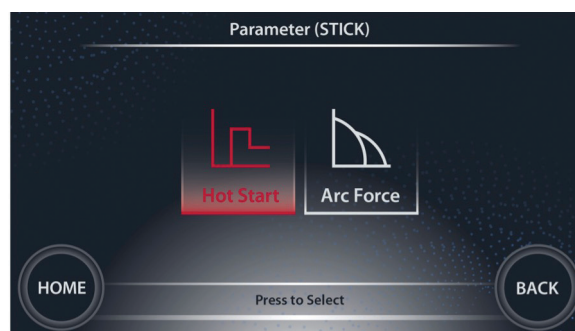 Parameter (STICK)
Hot Start
Arc Force
HOME
Press to Select
BACK